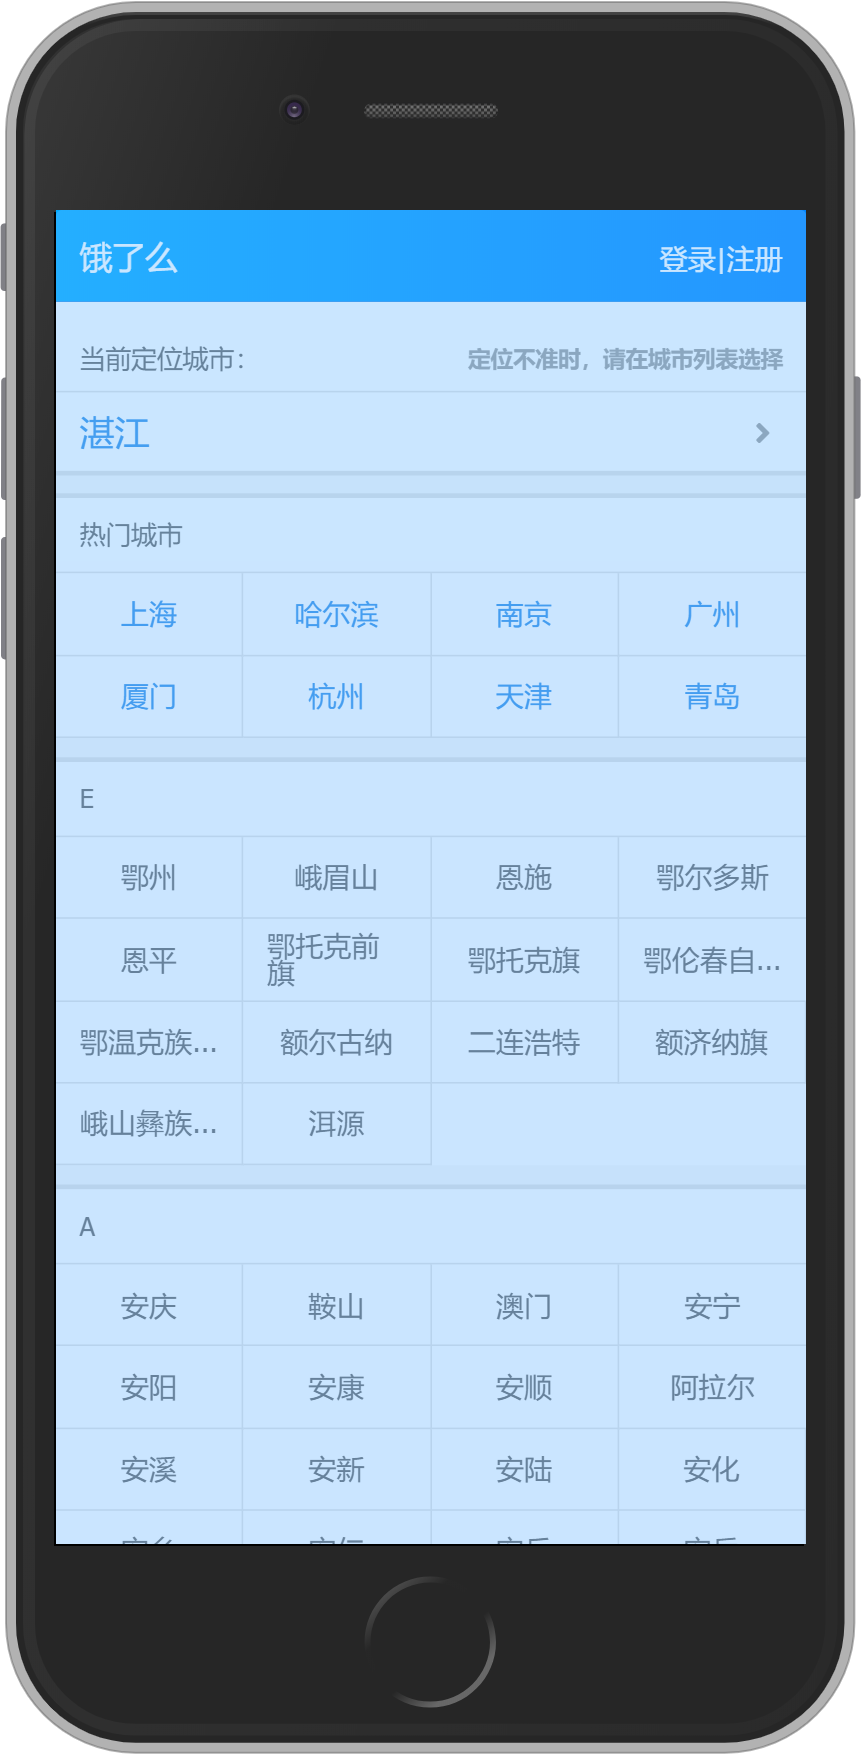 饿了么
登录|注册
当前定位城市：
定位不准时，请在城市列表选择
湛江
热门城市
上海 哈尔滨 南京 广州
厦门 杭州 天津 青岛
E
鄂州 峨眉山 恩施 鄂尔多斯
恩平 鄂托克前旗 鄂托克旗 鄂伦春自...
鄂温克族... 额尔古纳 二连浩特 额济纳旗
峨山彝族... 洱源
A
安庆 鞍山 澳门 安宁
安阳 安康 安顺 阿拉尔
安溪 安新 安陆 安化